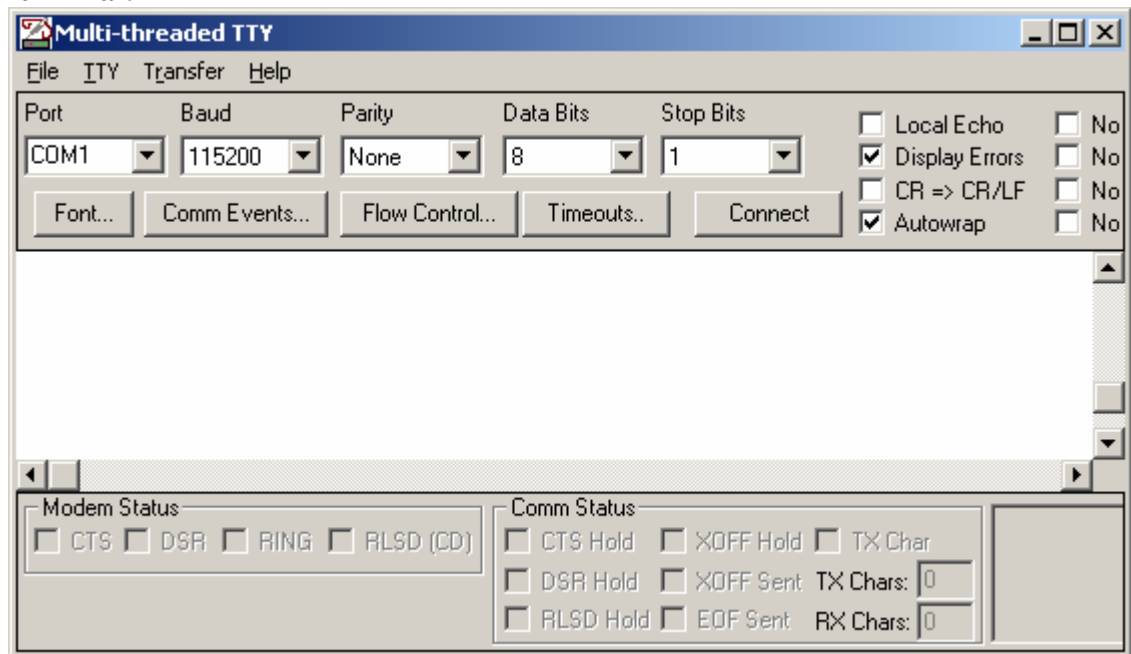 Multi-threaded TTY
File TTY Transfer Help
Port Baud Parity Data Bits Stop Bits
COM1 115200 None 8 1
Local Echo No
Display Errors No
CR => CR/LF No
Autowrap No
Font... Comm Events... Flow Control... Timeouts.. Connect
Modem Status
CTS DSR RING RLSD (CD)
Comm Status
CTS Hold XOFF Hold TX Char
DSR Hold XOFF Sent TX Chars: 0
RLSD Hold EOF Sent RX Chars: 0